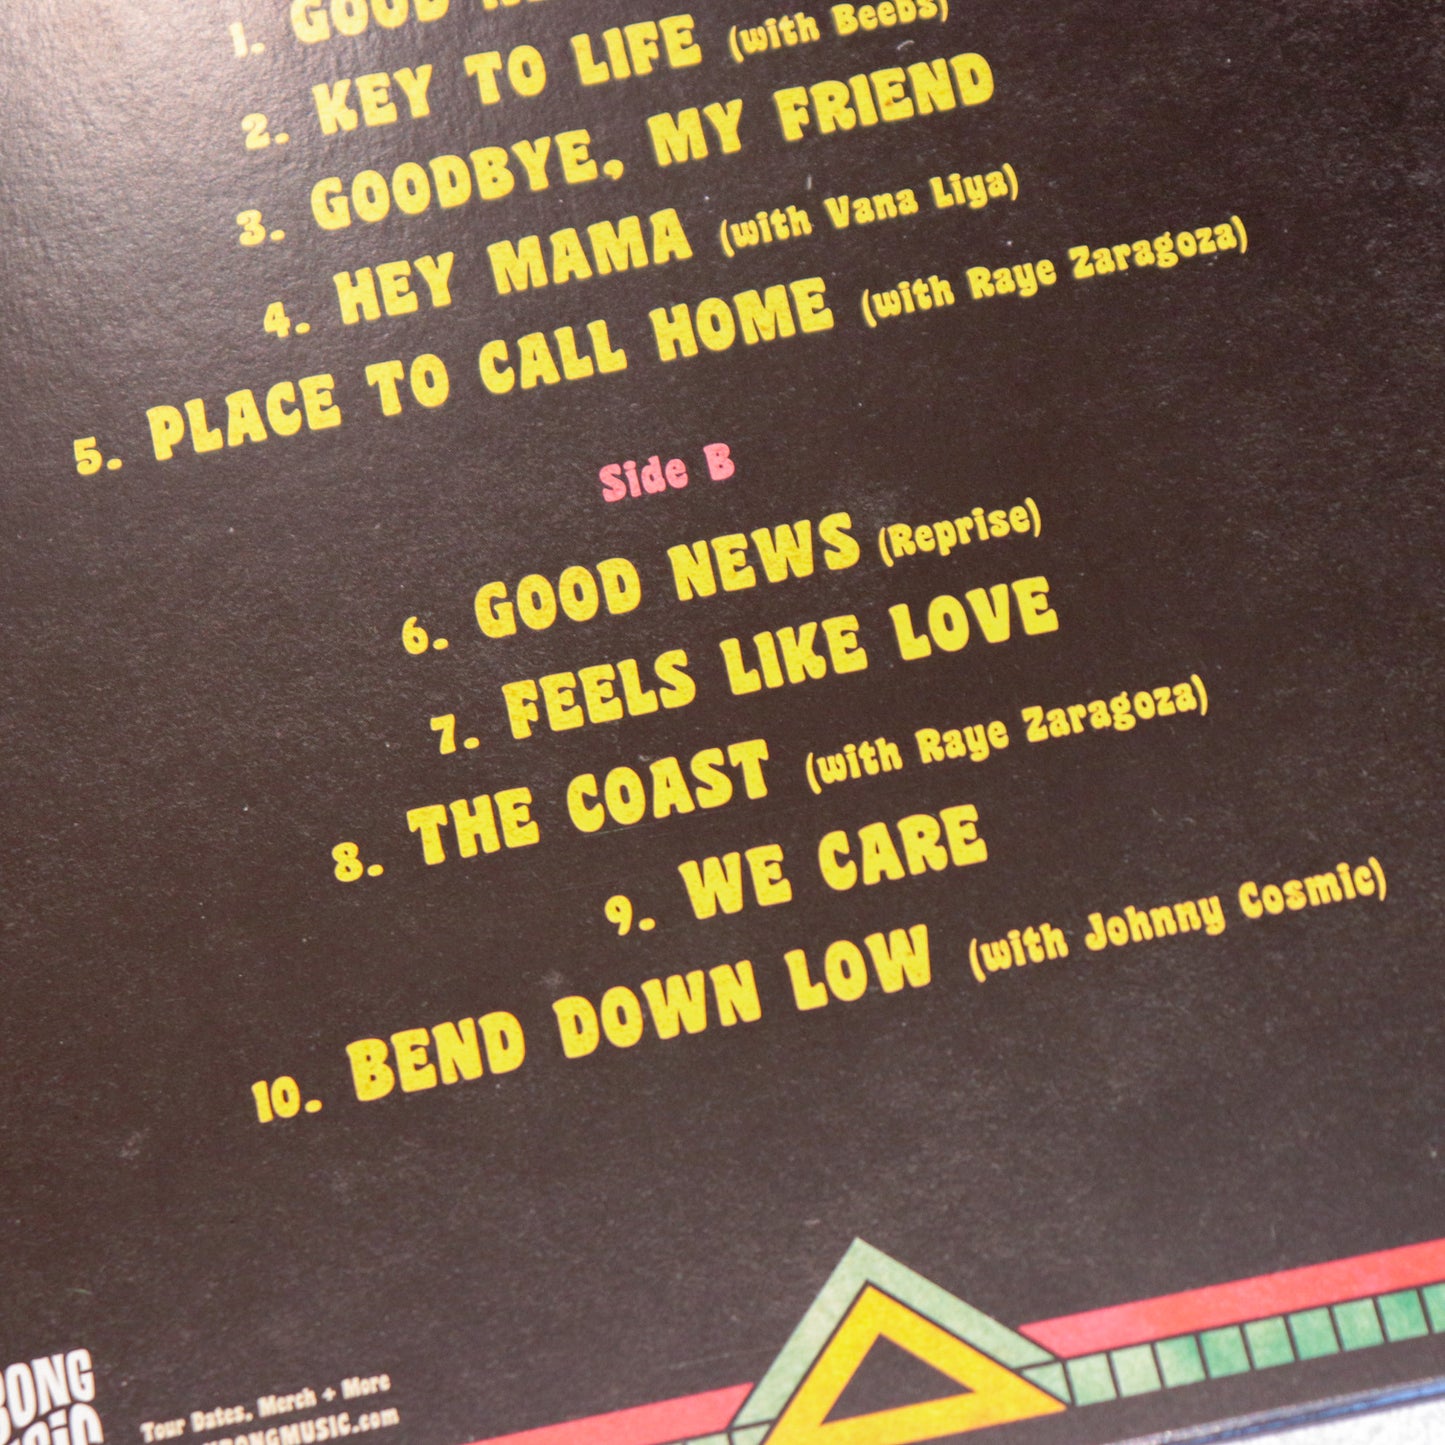 1. GOOD
2. KEY TO LIFE (with Beebs)
3. GOODBYE, MY FRIEND
4. HEY MAMA (with Vana Liya)
5. PLACE TO CALL HOME (with Raye Zaragoza)
Side B
6. GOOD NEWS (Reprise)
7. FEELS LIKE LOVE
8. THE COAST (with Raye Zaragoza)
9. WE CARE
10. BEND DOWN LOW (with Johnny Cosmic)
Tour Dates, Merch + More